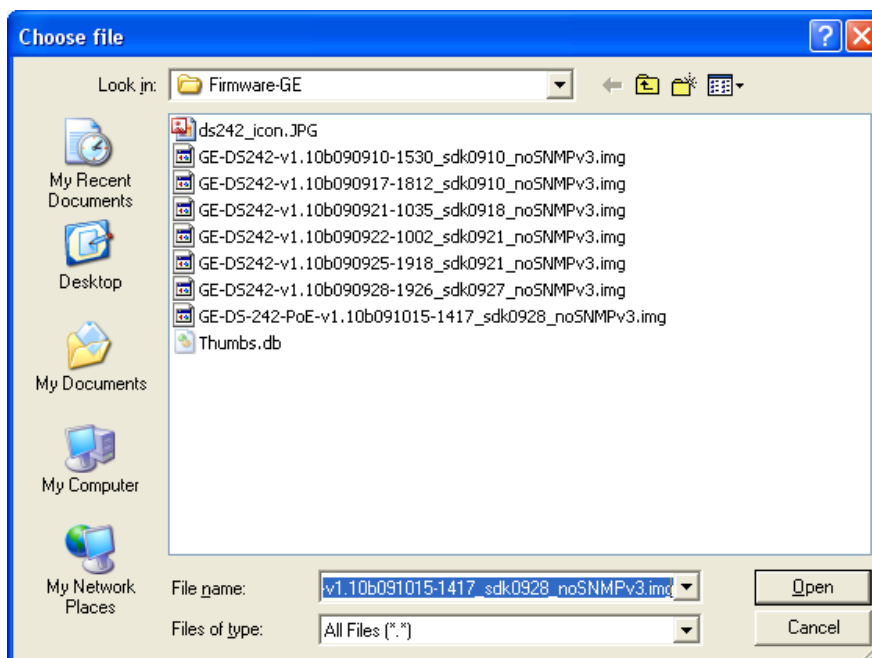 Choose file
Look in:
Firmware-GE
My Recent
Documents
Desktop
My Documents
My Computer
My Network
Places
ds242_icon.JPG
GE-DS242-v1.10b090910-1530_sdk0910_noSNMPv3.img
GE-DS242-v1.10b090917-1812_sdk0910_noSNMPv3.img
GE-DS242-v1.10b090921-1035_sdk0918_noSNMPv3.img
GE-DS242-v1.10b090922-1002_sdk0921_noSNMPv3.img
GE-DS242-v1.10b090925-1918_sdk0921_noSNMPv3.img
GE-DS242-v1.10b090928-1926_sdk0927_noSNMPv3.img
GE-DS-242-PoE-v1.10b091015-1417_sdk0928_noSNMPv3.img
Thumbs.db
File name:
-v1.10b091015-1417_sdk0928_noSNMPv3.img
Open
Files of type:
All Files (*.*)
Cancel